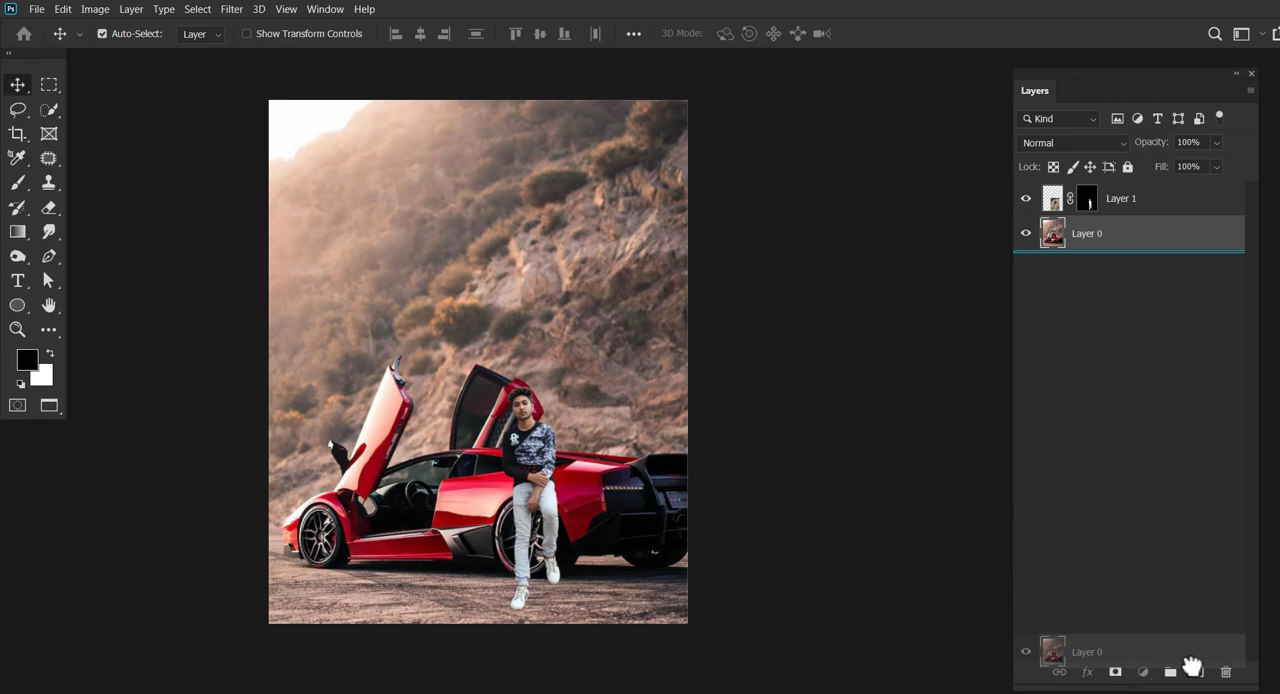 Ps File Edit Image Layer Type Select Filter 3D View Window Help
Auto-Select: Layer Show Transform Controls 3D Mode:
Layers
Kind
Normal Opacity: 100%
Lock: Fill: 100%
Layer 1
Layer 0
Layer 0
fx